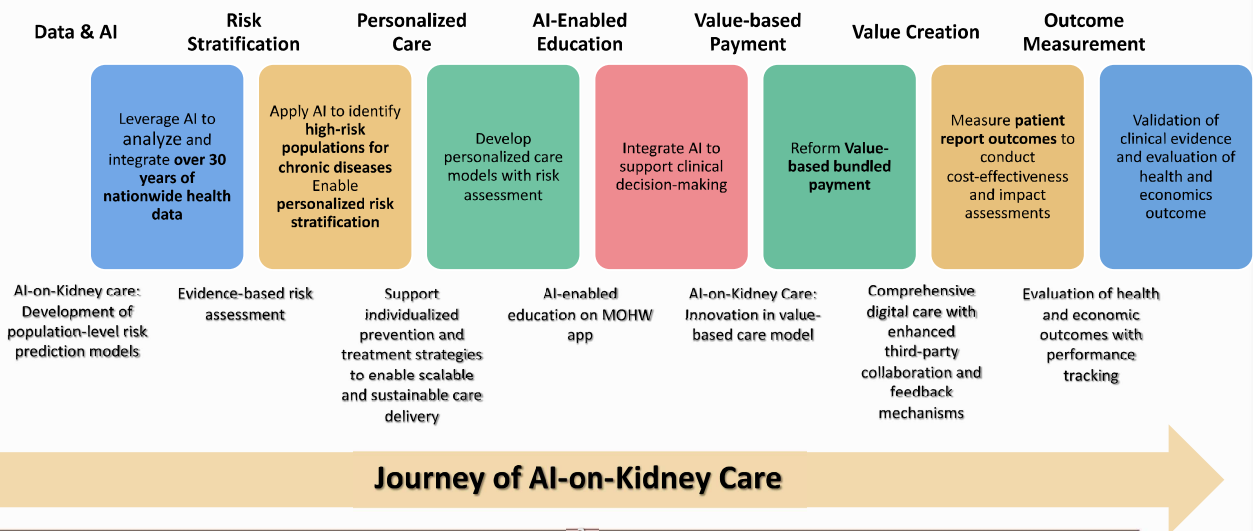 Data & AI
Risk
Stratification
Personalized
Care
AI-Enabled
Education
Value-based
Payment
Value Creation
Outcome
Measurement
Leverage AI to
analyze and
integrate over 30
years of
nationwide health
data
Apply AI to identify
high-risk
populations for
chronic diseases
Enable
personalized risk
stratification
Develop
personalized care
models with risk
assessment
Integrate AI to
support clinical
decision-making
Reform Value-
based bundled
payment
Measure patient
report outcomes to
conduct
cost-effectiveness
and impact
assessments
Validation of
clinical evidence
and evaluation of
health and
economics
outcome
AI-on-Kidney care:
Development of
population-level risk
prediction models
Evidence-based risk
assessment
Support
individualized
prevention and
treatment strategies
to enable scalable
and sustainable care
delivery
AI-enabled
education on MOHW
app
AI-on-Kidney Care:
Innovation in value-
based care model
Comprehensive
digital care with
enhanced
third-party
collaboration and
feedback
mechanisms
Evaluation of health
and economic
outcomes with
performance
tracking
Journey of AI-on-Kidney Care